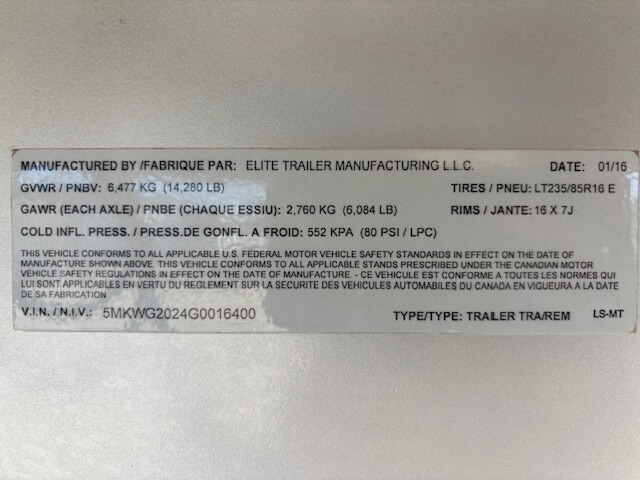 MANUFACTURED BY /FABRIQUE PAR: ELITE TRAILER MANUFACTURING L.L.C. DATE: 01/16
GVWR / PNBV: 6,477 KG (14,280 LB) TIRES / PNEU: LT235/85R16 E
GAWR (EACH AXLE) / PNBE (CHAQUE ESSIU): 2,760 KG (6,084 LB) RIMS / JANTE: 16 X 7J
COLD INFL. PRESS. / PRESS.DE GONFL. A FROID: 552 KPA (80 PSI / LPC)
THIS VEHICLE CONFORMS TO ALL APPLICABLE U.S. FEDERAL MOTOR VEHICLE SAFETY STANDARDS IN EFFECT ON THE DATE OF
MANUFACTURE SHOWN ABOVE. THIS VEHICLE CONFORMS TO ALL APPLICABLE STANDS PRESCRIBED UNDER THE CANADIAN MOTOR
VEHICLE SAFETY REGULATIONS IN EFFECT ON THE DATE OF MANUFACTURE. - CE VEHICULE EST CONFORME A TOUTES LES NORMES QUI
LUI SONT APLICABLES EN VERTU DU REGLEMENT SUR LA SECURITE DES VEHICULES AUTOMOBILES DU CANADA EN VIGUEURA A LA DATE
DE SA FABRICATION
V.I.N. / N.I.V.: 5MKWG2024G0016400 TYPE/TYPE: TRAILER TRA/REM LS-MT